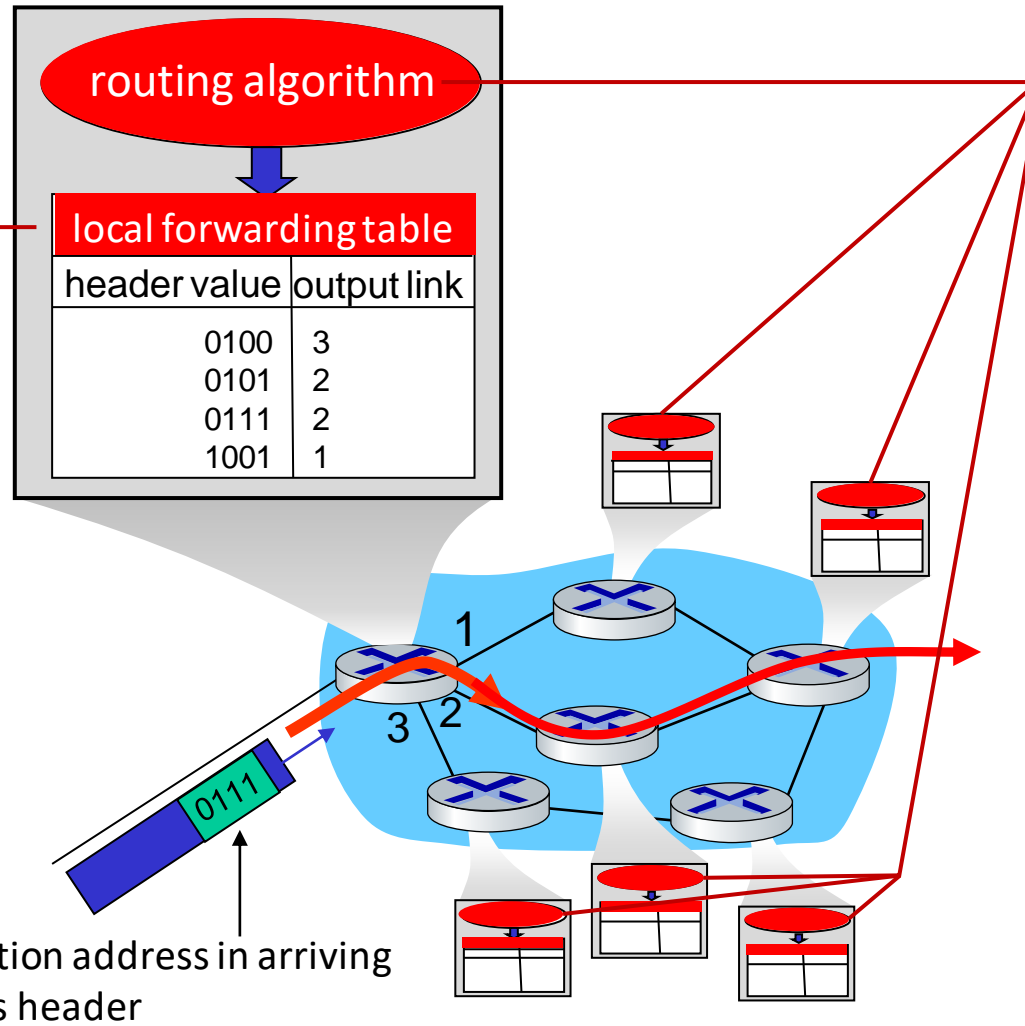 routing algorithm
local forwarding table
header value output link
0100 3
0101 2
0111 2
1001 1
1
2
3
0111
tion address in arriving
s header